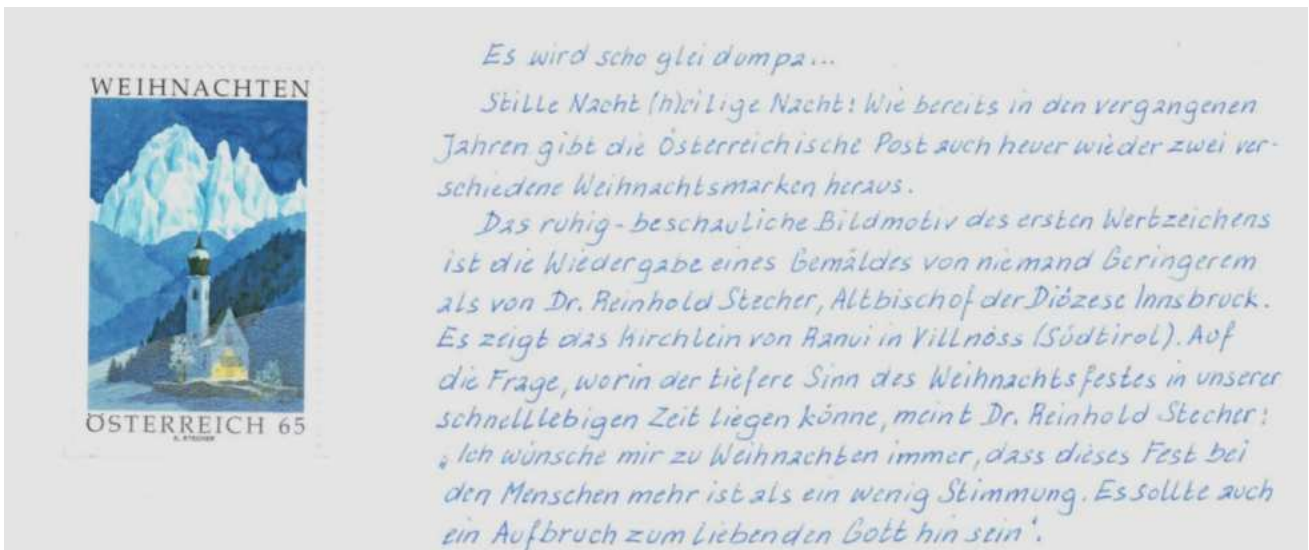 WEIHNACHTEN
ÖSTERREICH 65
R. STECHER
Es wird scho glei dumpa...
Stille Nacht (h)eilige Nacht: Wie bereits in den vergangenen
Jahren gibt die Österreichische Post auch heuer wieder zwei ver-
schiedene Weihnachtsmarken heraus.
Das ruhig-beschauliche Bildmotiv des ersten Wertzeichens
ist die Wiedergabe eines Gemäldes von niemand Geringerem
als von Dr. Reinhold Stecher, Altbischof der Diözese Innsbruck.
Es zeigt das Kirchlein von Ranui in Villnöss (Südtirol). Auf
die Frage, worin der tiefere Sinn des Weihnachtsfestes in unserer
schnelllebigen Zeit liegen könne, meint Dr. Reinhold Stecher:
„Ich wünsche mir zu Weihnachten immer, dass dieses Fest bei
den Menschen mehr ist als ein wenig Stimmung. Es sollte auch
ein Aufbruch zum liebenden Gott hin sein".